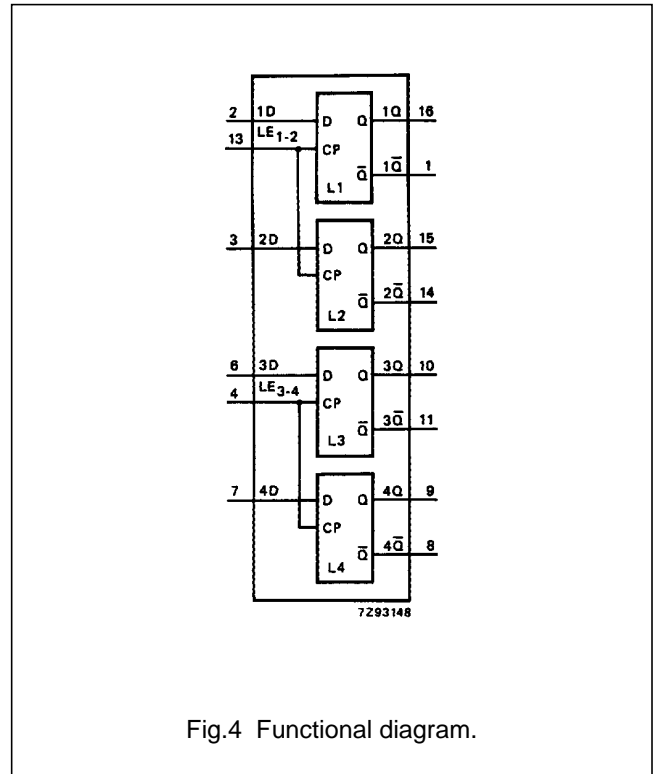 2 1D D Q 1Q 16
13 LE1-2 CP
Q̅ 1Q̅ 1
L1
3 2D D Q 2Q 15
CP
Q̅ 2Q̅ 14
L2
6 3D D Q 3Q 10
4 LE3-4 CP
Q̅ 3Q̅ 11
L3
7 4D D Q 4Q 9
CP
Q̅ 4Q̅ 8
L4
7Z93148
Fig.4 Functional diagram.